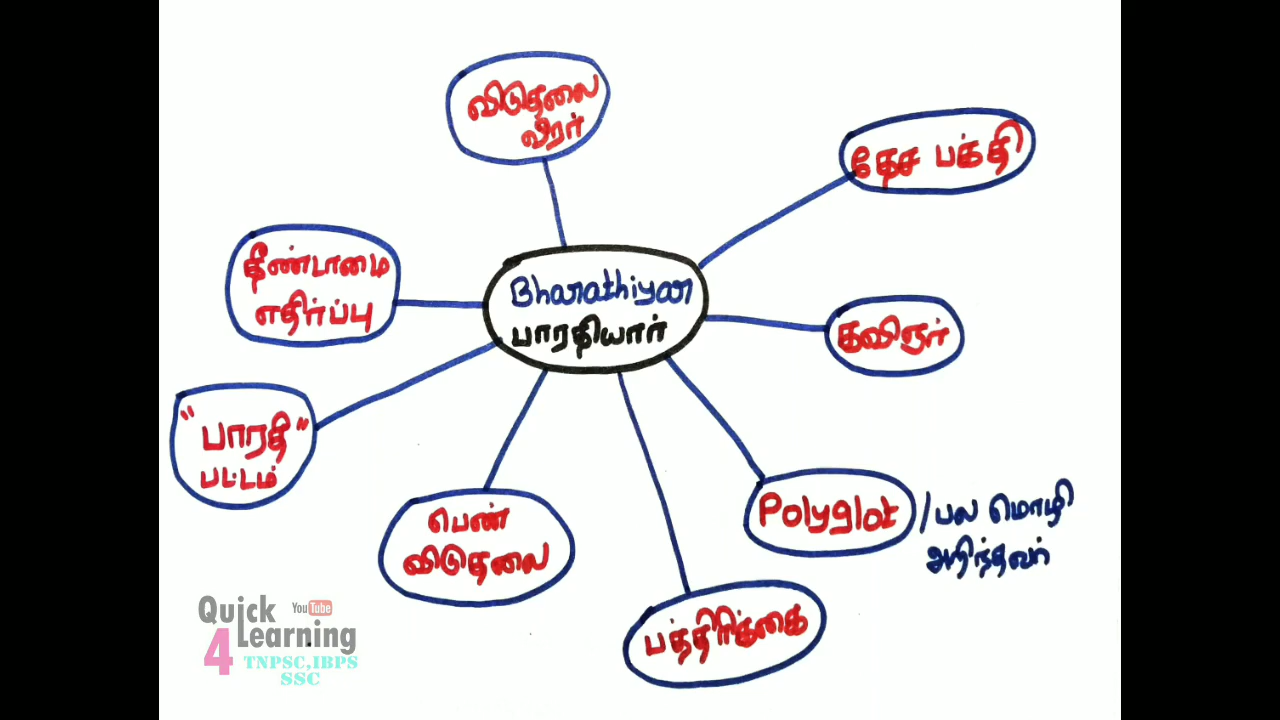 விடுதலை
வீரர்
தேச பக்தி
தீண்டாமை
எதிர்ப்பு
Bharathiyar
பாரதியார்
கவிஞர்
"பாரதி"
பட்டம்
பெண்
விடுதலை
Polyglot / பல மொழி
அறிந்தவர்
பத்திரிக்கை
Quick
YouTube
4 Learning
TNPSC,IBPS
SSC